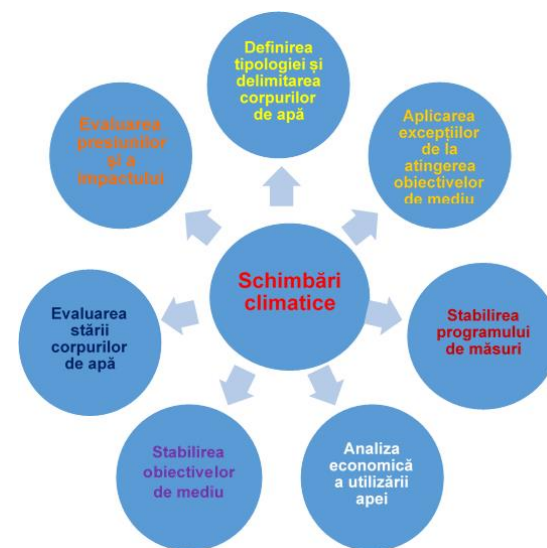 Definirea
tipologiei și
delimitarea
corpurilor
de apă
Aplicarea
excepțiilor
de la
atingerea
obiectivelor
de mediu
Stabilirea
programului
de măsuri
Analiza
economică
a utilizării
apei
Stabilirea
obiectivelor
de mediu
Evaluarea
stării
corpurilor
de apă
Evaluarea
presiunilor
și a
impactului
Schimbări
climatice